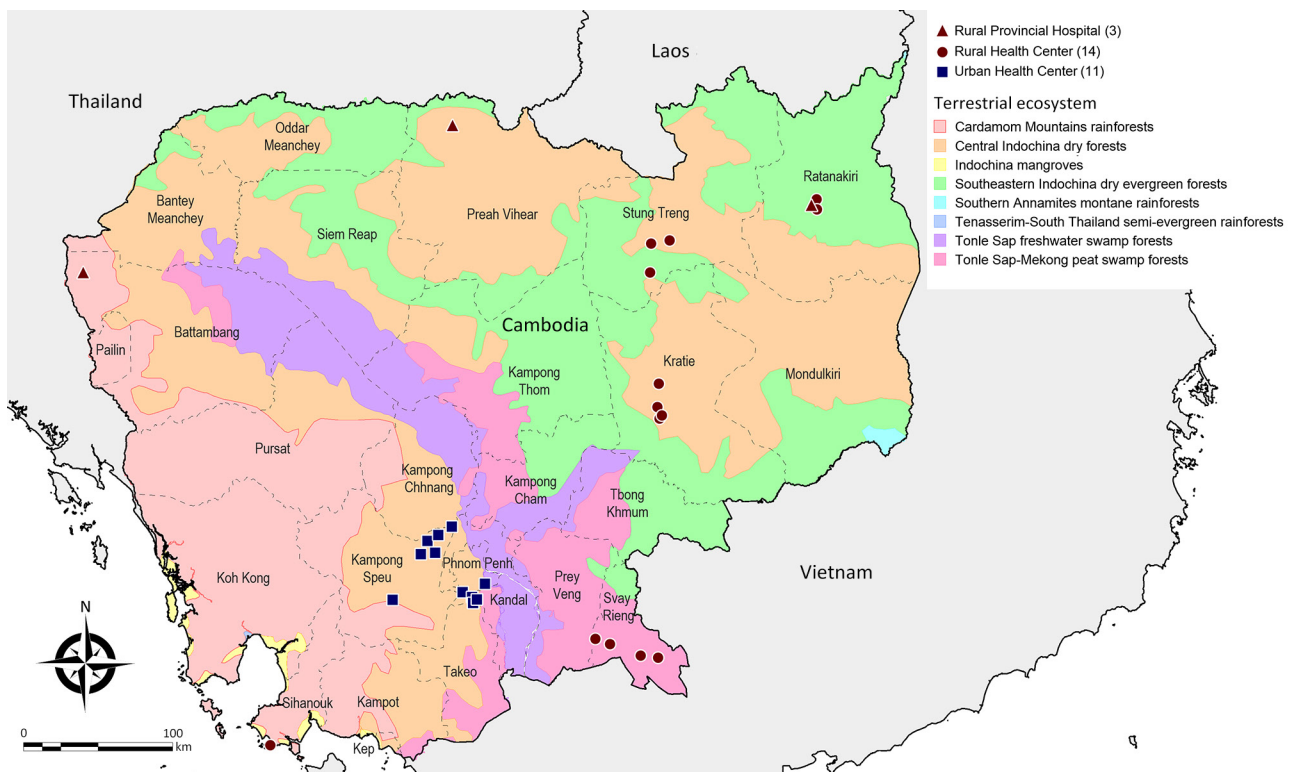 Rural Provincial Hospital (3)
Rural Health Center (14)
Urban Health Center (11)
Terrestrial ecosystem
Cardamom Mountains rainforests
Central Indochina dry forests
Indochina mangroves
Southeastern Indochina dry evergreen forests
Southern Annamites montane rainforests
Tenasserim-South Thailand semi-evergreen rainforests
Tonle Sap freshwater swamp forests
Tonle Sap-Mekong peat swamp forests
Laos
Thailand
Oddar
Meanchey
Ratanakiri
Bantey
Meanchey
Preah Vihear
Stung Treng
Siem Reap
Cambodia
Battambang
Pailin
Kratie
Kampong
Thom
Mondulkiri
Pursat
Kampong
Chhnang
Kampong
Cham
Tbong
Khmum
Kampong
Speu
Phnom Penh
Koh Kong
Prey
Veng
Vietnam
Kandal
Svay
Rieng
N
Takeo
Sihanouk
Kampot
Kep
0
100
km